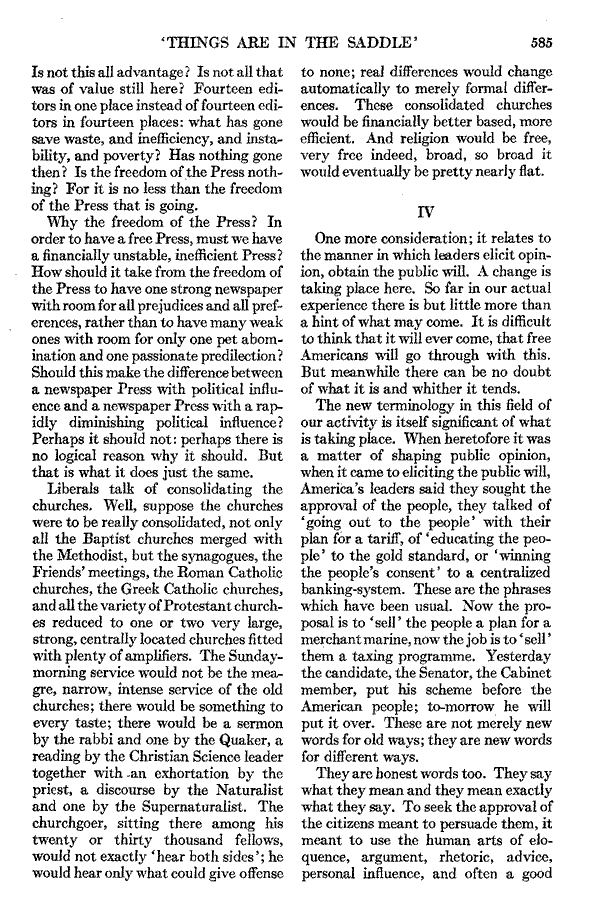 'THINGS ARE IN THE SADDLE' 585
Is not this all advantage? Is not all that
was of value still here? Fourteen edi-
tors in one place instead of fourteen edi-
tors in fourteen places: what has gone
save waste, and inefficiency, and insta-
bility, and poverty? Has nothing gone
then? Is the freedom of the Press noth-
ing? For it is no less than the freedom
of the Press that is going.
Why the freedom of the Press? In
order to have a free Press, must we have
a financially unstable, inefficient Press?
How should it take from the freedom of
the Press to have one strong newspaper
with room for all prejudices and all pref-
erences, rather than to have many weak
ones with room for only one pet abom-
ination and one passionate predilection?
Should this make the difference between
a newspaper Press with political influ-
ence and a newspaper Press with a rap-
idly diminishing political influence?
Perhaps it should not: perhaps there is
no logical reason why it should. But
that is what it does just the same.
Liberals talk of consolidating the
churches. Well, suppose the churches
were to be really consolidated, not only
all the Baptist churches merged with
the Methodist, but the synagogues, the
Friends' meetings, the Roman Catholic
churches, the Greek Catholic churches,
and all the variety of Protestant church-
es reduced to one or two very large,
strong, centrally located churches fitted
with plenty of amplifiers. The Sunday-
morning service would not be the mea-
gre, narrow, intense service of the old
churches; there would be something to
every taste; there would be a sermon
by the rabbi and one by the Quaker, a
reading by the Christian Science leader
together with an exhortation by the
priest, a discourse by the Naturalist
and one by the Supernaturalist. The
churchgoer, sitting there among his
twenty or thirty thousand fellows,
would not exactly 'hear both sides'; he
would hear only what could give offense
to none; real differences would change
automatically to merely formal differ-
ences. These consolidated churches
would be financially better based, more
efficient. And religion would be free,
very free indeed, broad, so broad it
would eventually be pretty nearly flat.
IV
One more consideration; it relates to
the manner in which leaders elicit opin-
ion, obtain the public will. A change is
taking place here. So far in our actual
experience there is but little more than
a hint of what may come. It is difficult
to think that it will ever come, that free
Americans will go through with this.
But meanwhile there can be no doubt
of what it is and whither it tends.
The new terminology in this field of
our activity is itself significant of what
is taking place. When heretofore it was
a matter of shaping public opinion,
when it came to eliciting the public will,
America's leaders said they sought the
approval of the people, they talked of
'going out to the people' with their
plan for a tariff, of 'educating the peo-
ple' to the gold standard, or 'winning
the people's consent' to a centralized
banking-system. These are the phrases
which have been usual. Now the pro-
posal is to 'sell' the people a plan for a
merchant marine, now the job is to 'sell'
them a taxing programme. Yesterday
the candidate, the Senator, the Cabinet
member, put his scheme before the
American people; to-morrow he will
put it over. These are not merely new
words for old ways; they are new words
for different ways.
They are honest words too. They say
what they mean and they mean exactly
what they say. To seek the approval of
the citizens meant to persuade them, it
meant to use the human arts of elo-
quence, argument, rhetoric, advice,
personal influence, and often a good